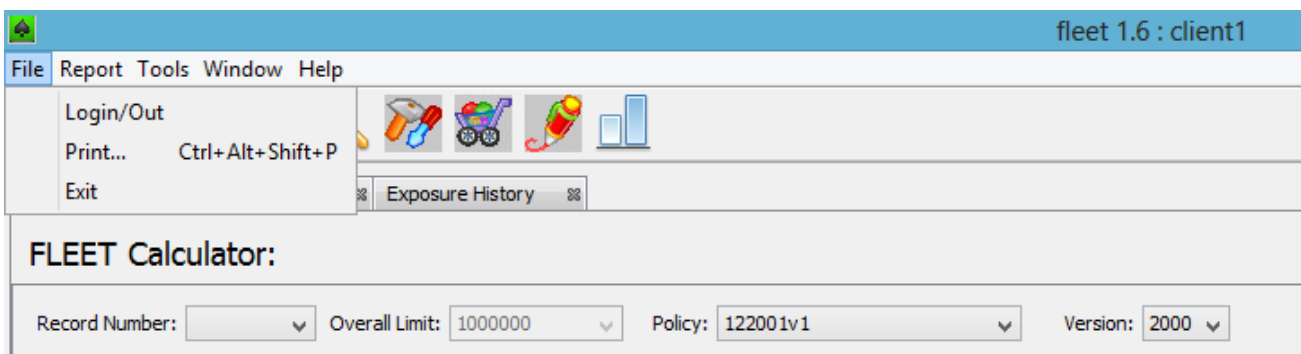 fleet 1.6 : client1
File Report Tools Window Help
Login/Out
Print... Ctrl+Alt+Shift+P
Exit
Exposure History
FLEET Calculator:
Record Number: Overall Limit: 1000000 Policy: 122001v1 Version: 2000